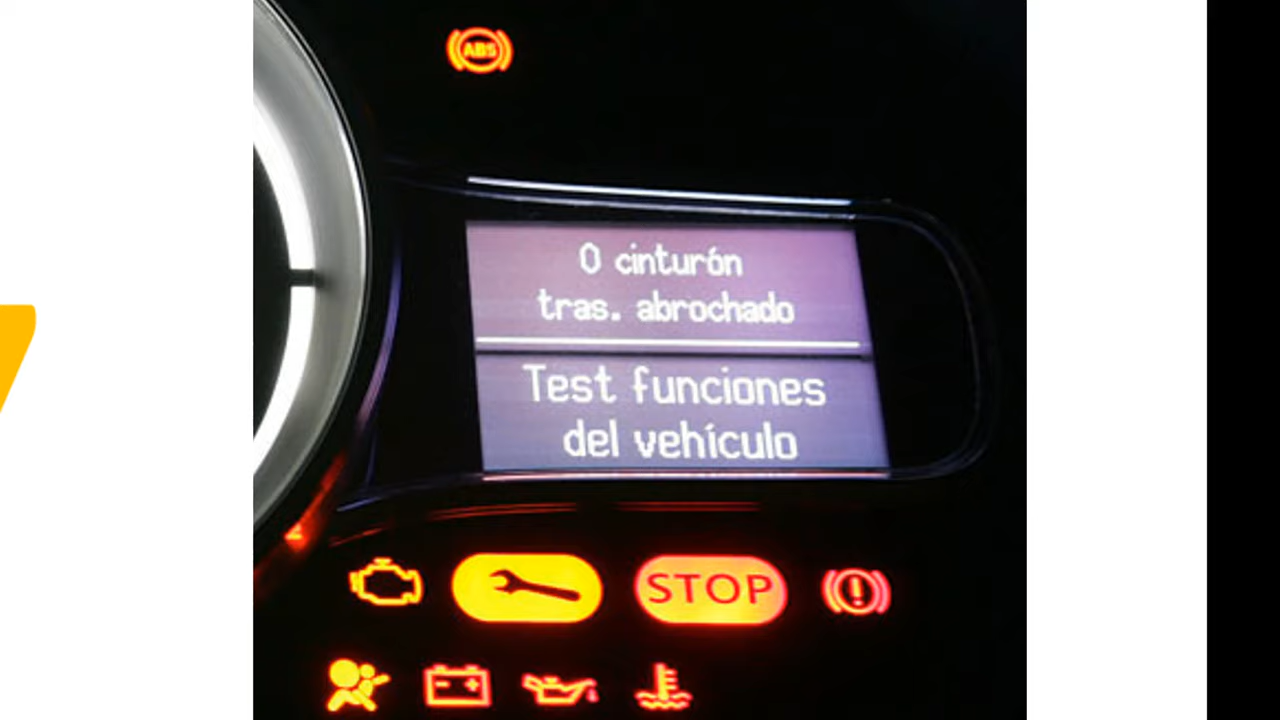 ABS
0 cinturón
tras. abrochado
Test funciones
del vehículo
STOP